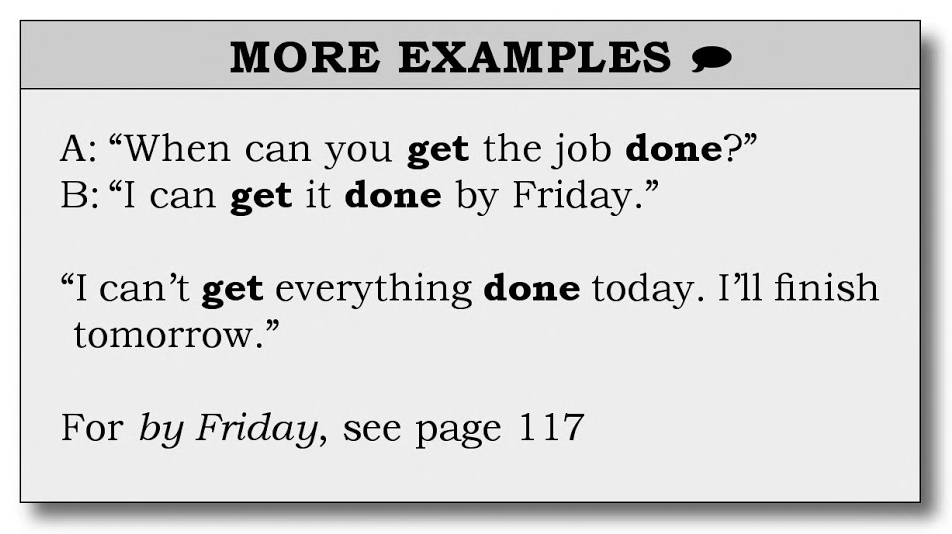 MORE EXAMPLES
A: “When can you get the job done?”
B: “I can get it done by Friday.”
“I can’t get everything done today. I’ll finish
tomorrow.”
For by Friday, see page 117